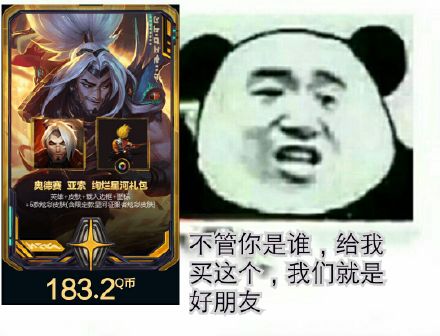 奥德赛 亚索 绚烂星河礼包
英雄+皮肤+载入边框+图标
183.2Q币
不管你是谁，给我
买这个，我们就是
好朋友